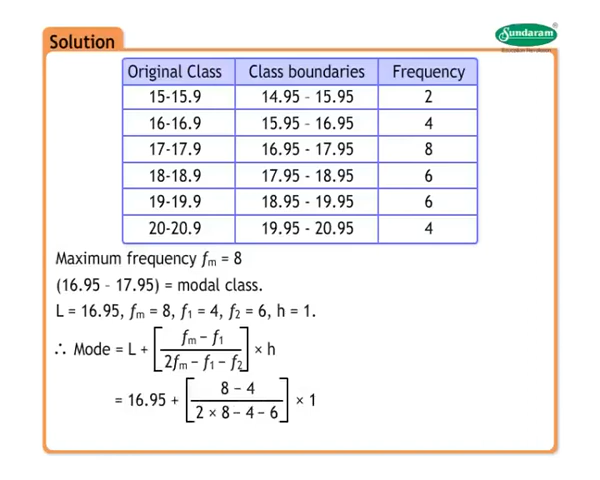 Solution
Sundaram
®
Original Class Class boundaries Frequency
15-15.9 14.95 – 15.95 2
16-16.9 15.95 – 16.95 4
17-17.9 16.95 - 17.95 8
18-18.9 17.95 - 18.95 6
19-19.9 18.95 - 19.95 6
20-20.9 19.95 - 20.95 4
Maximum frequency fm = 8
(16.95 – 17.95) = modal class.
L = 16.95, fm = 8, f1 = 4, f2 = 6, h = 1.
∴ Mode = L + [ fm – f1 / 2fm – f1 – f2 ] × h
= 16.95 + [ 8 – 4 / 2 × 8 – 4 – 6 ] × 1